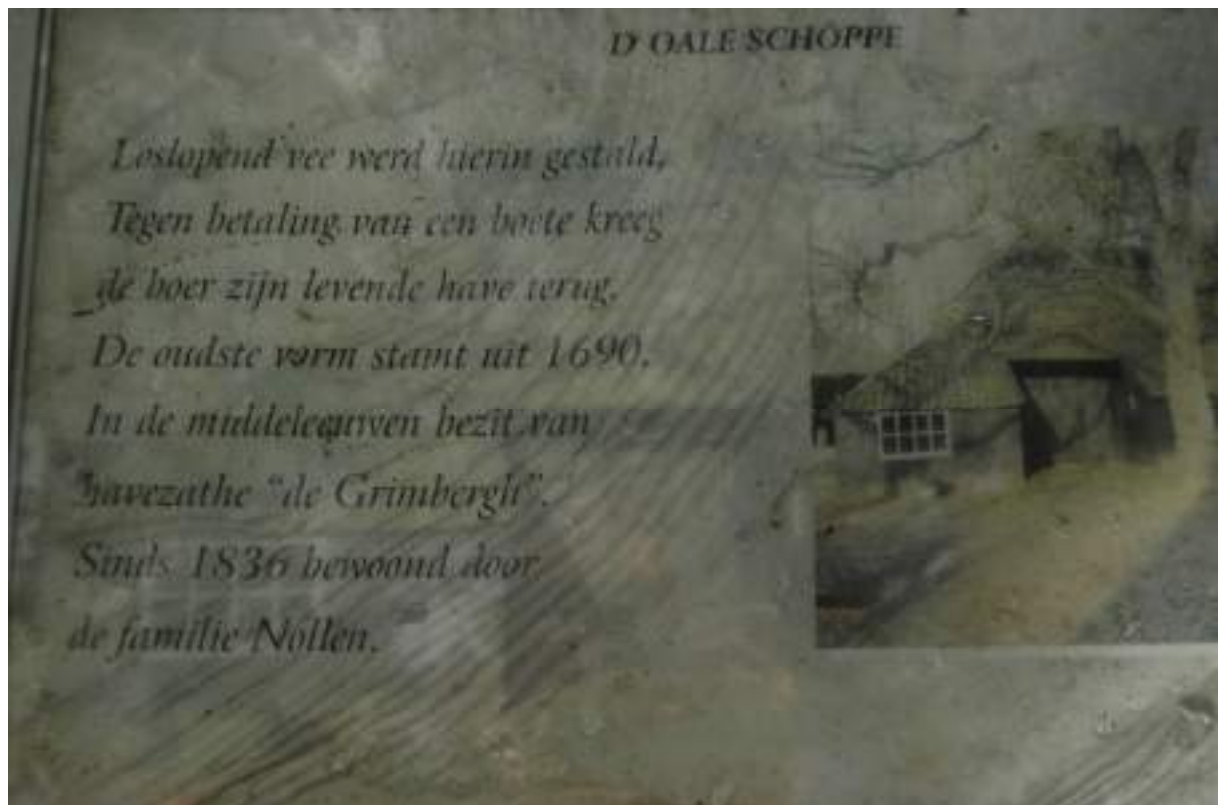 D' OALE SCHOPPE
Loslopend vee werd hierin gestald.
Tegen betaling van een boete kreeg
de boer zijn levende have terug.
De oudste vorm stamt uit 1690.
In de middeleeuwen bezit van
havezathe “de Grimbergh”.
Sinds 1836 bewoond door
de familie Nollen.